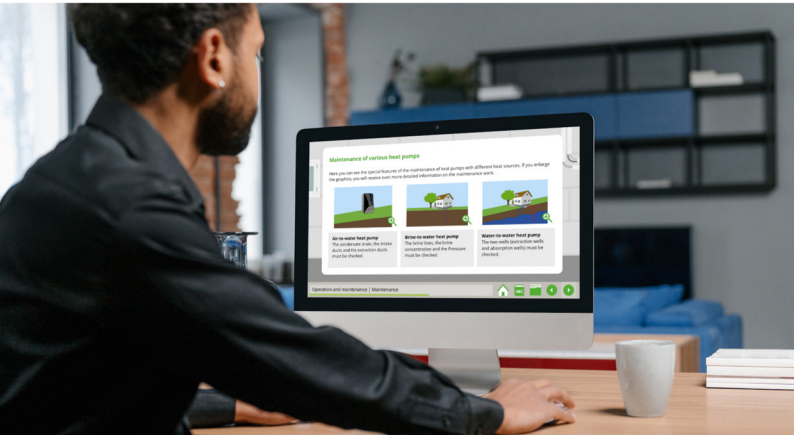 Maintenance of various heat pumps
Here you can see the special features of the maintenance of heat pumps with different heat sources. If you enlarge
the graphics, you will receive even more detailed information on the maintenance work.
Air-to-water heat pump
The condensate drain, the intake
ducts and the extraction ducts
must be checked.
Brine-to-water heat pump
The brine lines, the brine
concentration and the Pressure
must be checked.
Water-to-water heat pump
The two wells (extraction wells
and absorption wells) must be
checked.
Operation and maintenance | Maintenance